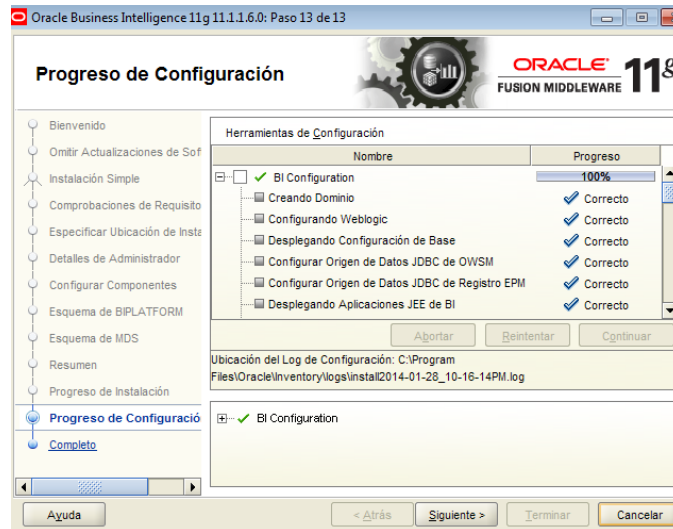 Oracle Business Intelligence 11g 11.1.1.6.0: Paso 13 de 13
Progreso de Configuración
ORACLE
FUSION MIDDLEWARE 11g
Bienvenido
Omitir Actualizaciones de Sof
Instalación Simple
Comprobaciones de Requisito
Especificar Ubicación de Insta
Detalles de Administrador
Configurar Componentes
Esquema de BIPLATFORM
Esquema de MDS
Resumen
Progreso de Instalación
Progreso de Configuració
Completo
Herramientas de Configuración
Nombre Progreso
BI Configuration 100%
Creando Dominio Correcto
Configurando Weblogic Correcto
Desplegando Configuración de Base Correcto
Configurar Origen de Datos JDBC de OWSM Correcto
Configurar Origen de Datos JDBC de Registro EPM Correcto
Desplegando Aplicaciones JEE de BI Correcto
Abortar Reintentar Continuar
Ubicación del Log de Configuración: C:\Program
Files\Oracle\Inventory\logs\install2014-01-28_10-16-14PM.log
BI Configuration
Ayuda < Atrás Siguiente > Terminar Cancelar